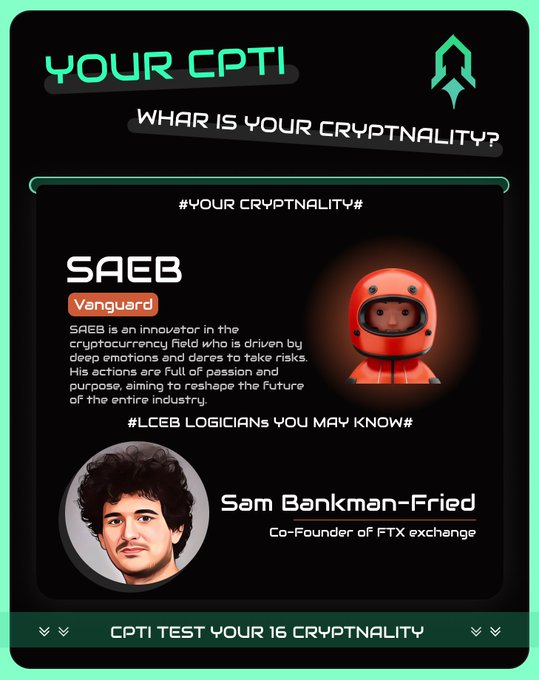 YOUR CPTI
WHAR IS YOUR CRYPTNALITY?
#YOUR CRYPTNALITY#
SAEB
Vanguard
SAEB is an innovator in the
cryptocurrency field who is driven by
deep emotions and dares to take risks.
His actions are full of passion and
purpose, aiming to reshape the future
of the entire industry.
#LCEB LOGICIANs YOU MAY KNOW#
Sam Bankman-Fried
Co-Founder of FTX exchange
CPTI TEST YOUR 16 CRYPTNALITY